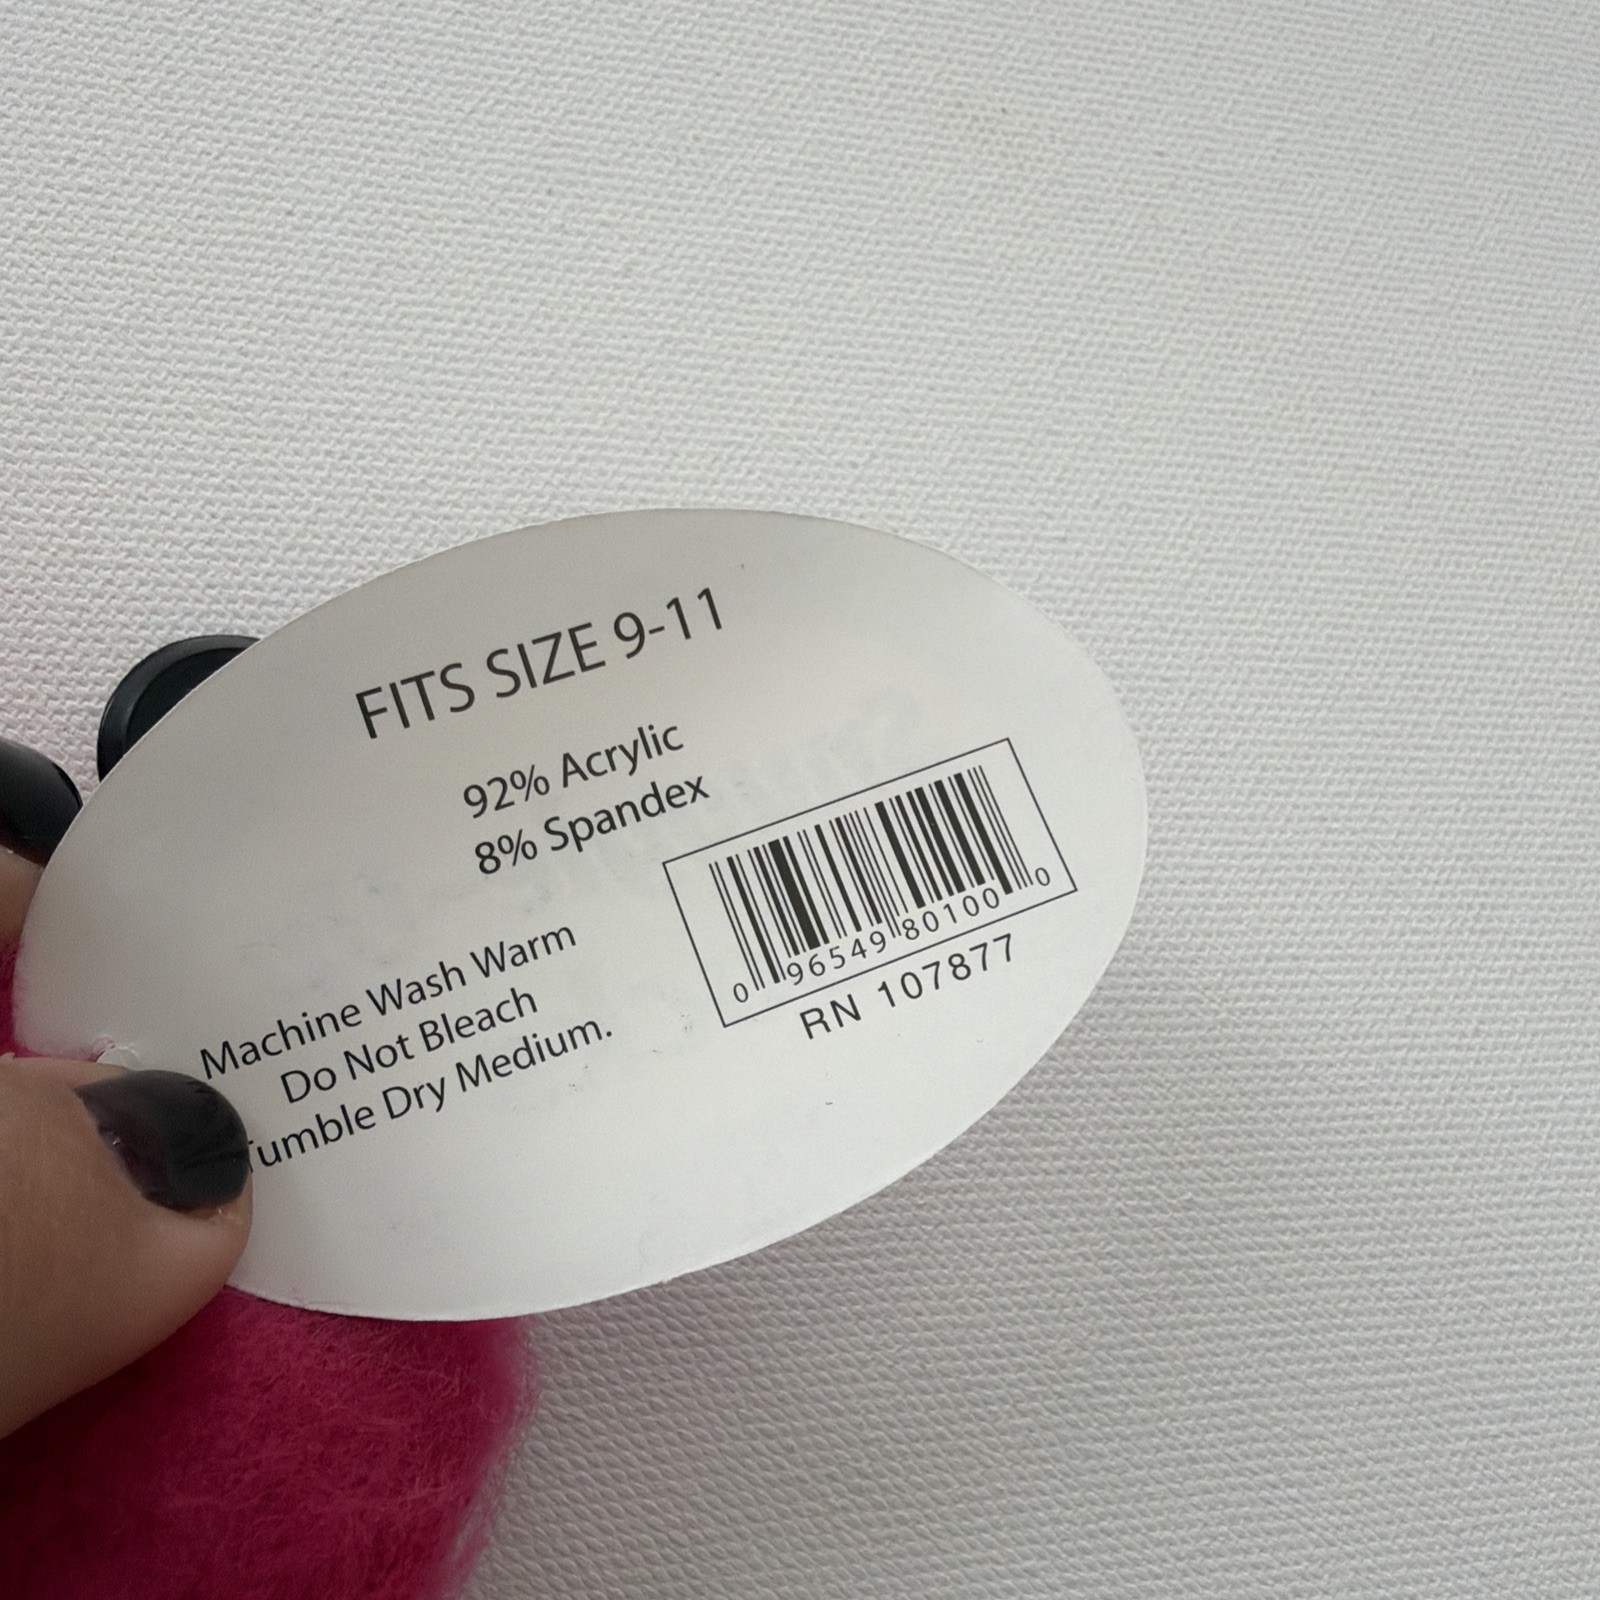 FITS SIZE 9-11
92% Acrylic
8% Spandex
Machine Wash Warm
Do Not Bleach
Tumble Dry Medium.
0 96549 80100 0
RN 107877